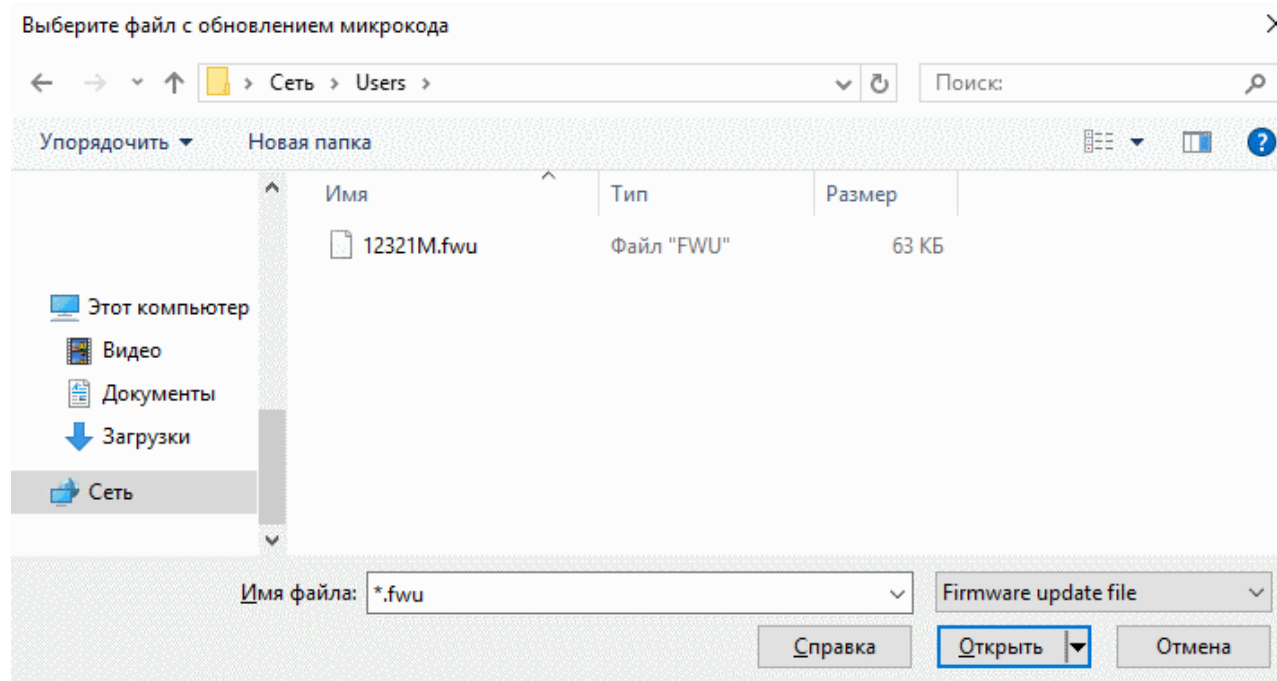 Выберите файл с обновлением микрокода
Сеть > Users >
Поиск:
Упорядочить
Новая папка
?
Имя Тип Размер
12321M.fwu Файл "FWU" 63 КБ
Этот компьютер
Видео
Документы
Загрузки
Сеть
Имя файла: *.fwu Firmware update file
Справка Открыть Отмена